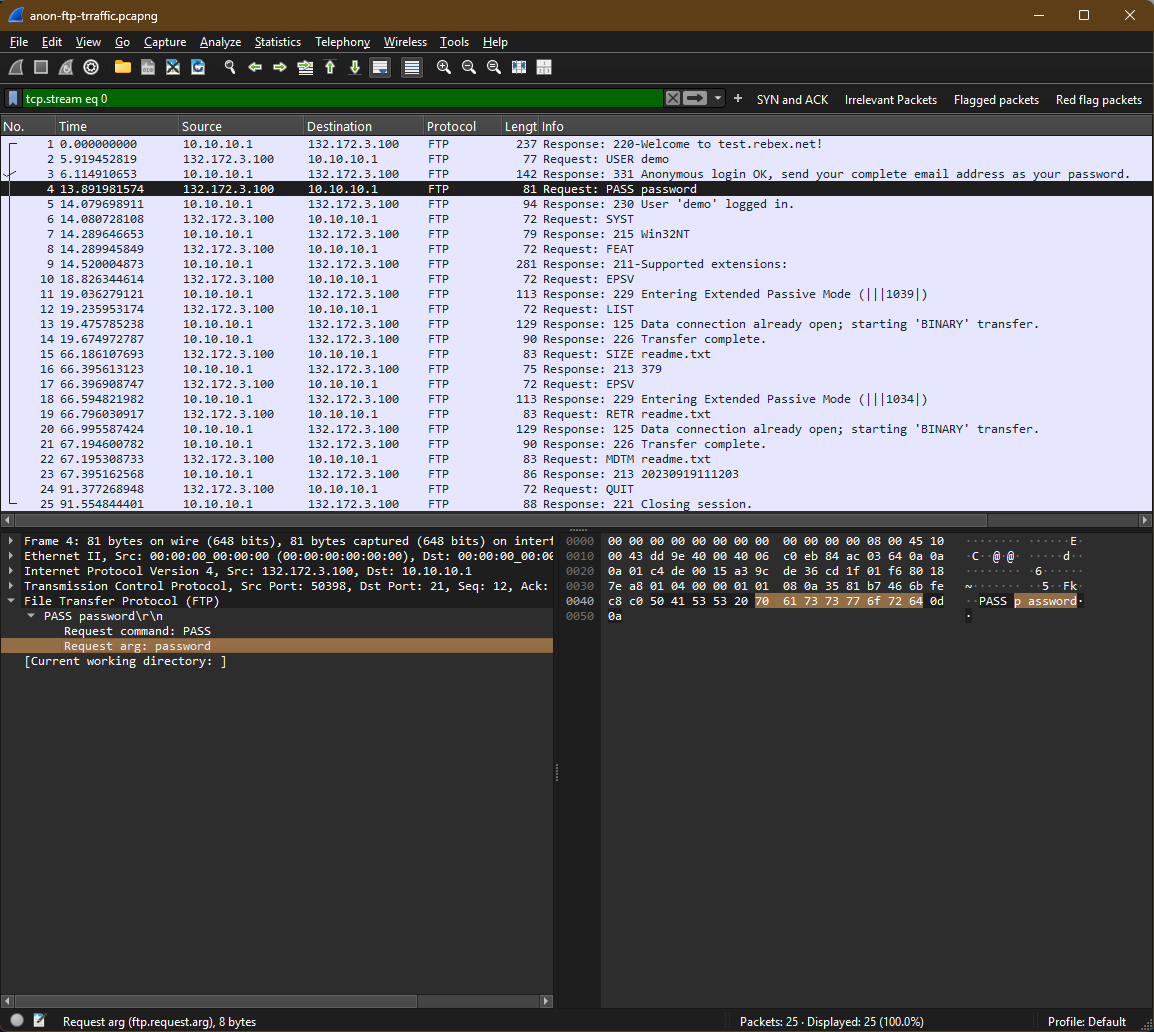 anon-ftp-trraffic.pcapng
File Edit View Go Capture Analyze Statistics Telephony Wireless Tools Help
tcp.stream eq 0 + SYN and ACK Irrelevant Packets Flagged packets Red flag packets
No. Time Source Destination Protocol Lengt Info
1 0.000000000 10.10.10.1 132.172.3.100 FTP 237 Response: 220-Welcome to test.rebex.net!
2 5.919452819 132.172.3.100 10.10.10.1 FTP 77 Request: USER demo
3 6.114910653 10.10.10.1 132.172.3.100 FTP 142 Response: 331 Anonymous login OK, send your complete email address as your password.
4 13.891981574 132.172.3.100 10.10.10.1 FTP 81 Request: PASS password
5 14.079698911 10.10.10.1 132.172.3.100 FTP 94 Response: 230 User 'demo' logged in.
6 14.080728108 132.172.3.100 10.10.10.1 FTP 72 Request: SYST
7 14.289646653 10.10.10.1 132.172.3.100 FTP 79 Response: 215 Win32NT
8 14.289945849 132.172.3.100 10.10.10.1 FTP 72 Request: FEAT
9 14.520004873 10.10.10.1 132.172.3.100 FTP 281 Response: 211-Supported extensions:
10 18.826344614 132.172.3.100 10.10.10.1 FTP 72 Request: EPSV
11 19.036279121 10.10.10.1 132.172.3.100 FTP 113 Response: 229 Entering Extended Passive Mode (|||1039|)
12 19.235953174 132.172.3.100 10.10.10.1 FTP 72 Request: LIST
13 19.475785238 10.10.10.1 132.172.3.100 FTP 129 Response: 125 Data connection already open; starting 'BINARY' transfer.
14 19.674972787 10.10.10.1 132.172.3.100 FTP 90 Response: 226 Transfer complete.
15 66.186107693 132.172.3.100 10.10.10.1 FTP 83 Request: SIZE readme.txt
16 66.395613123 10.10.10.1 132.172.3.100 FTP 75 Response: 213 379
17 66.396908747 132.172.3.100 10.10.10.1 FTP 72 Request: EPSV
18 66.594821982 10.10.10.1 132.172.3.100 FTP 113 Response: 229 Entering Extended Passive Mode (|||1034|)
19 66.796030917 132.172.3.100 10.10.10.1 FTP 83 Request: RETR readme.txt
20 66.995587424 10.10.10.1 132.172.3.100 FTP 129 Response: 125 Data connection already open; starting 'BINARY' transfer.
21 67.194600782 10.10.10.1 132.172.3.100 FTP 90 Response: 226 Transfer complete.
22 67.195308733 132.172.3.100 10.10.10.1 FTP 83 Request: MDTM readme.txt
23 67.395162568 10.10.10.1 132.172.3.100 FTP 86 Response: 213 20230919111203
24 91.377268948 132.172.3.100 10.10.10.1 FTP 72 Request: QUIT
25 91.554844401 10.10.10.1 132.172.3.100 FTP 88 Response: 221 Closing session.
Frame 4: 81 bytes on wire (648 bits), 81 bytes captured (648 bits) on interf
Ethernet II, Src: 00:00:00_00:00:00 (00:00:00:00:00:00), Dst: 00:00:00_00:00
Internet Protocol Version 4, Src: 132.172.3.100, Dst: 10.10.10.1
Transmission Control Protocol, Src Port: 50398, Dst Port: 21, Seq: 12, Ack:
File Transfer Protocol (FTP)
PASS password\r\n
Request command: PASS
Request arg: password
[Current working directory: ]
0000 00 00 00 00 00 00 00 00 00 00 00 00 08 00 45 10 ········ ······E·
0010 00 43 dd 9e 40 00 40 06 c0 eb 84 ac 03 64 0a 0a ·C··@·@· ·····d··
0020 0a 01 c4 de 00 15 a3 9c de 36 cd 1f 01 f6 80 18 ········ ·6······
0030 7e a8 01 04 00 00 01 01 08 0a 35 81 b7 46 6b fe ~······· ··5··Fk·
0040 c8 c0 50 41 53 53 20 70 61 73 73 77 6f 72 64 0d ··PASS p assword·
0050 0a ·
Request arg (ftp.request.arg), 8 bytes Packets: 25 · Displayed: 25 (100.0%) Profile: Default